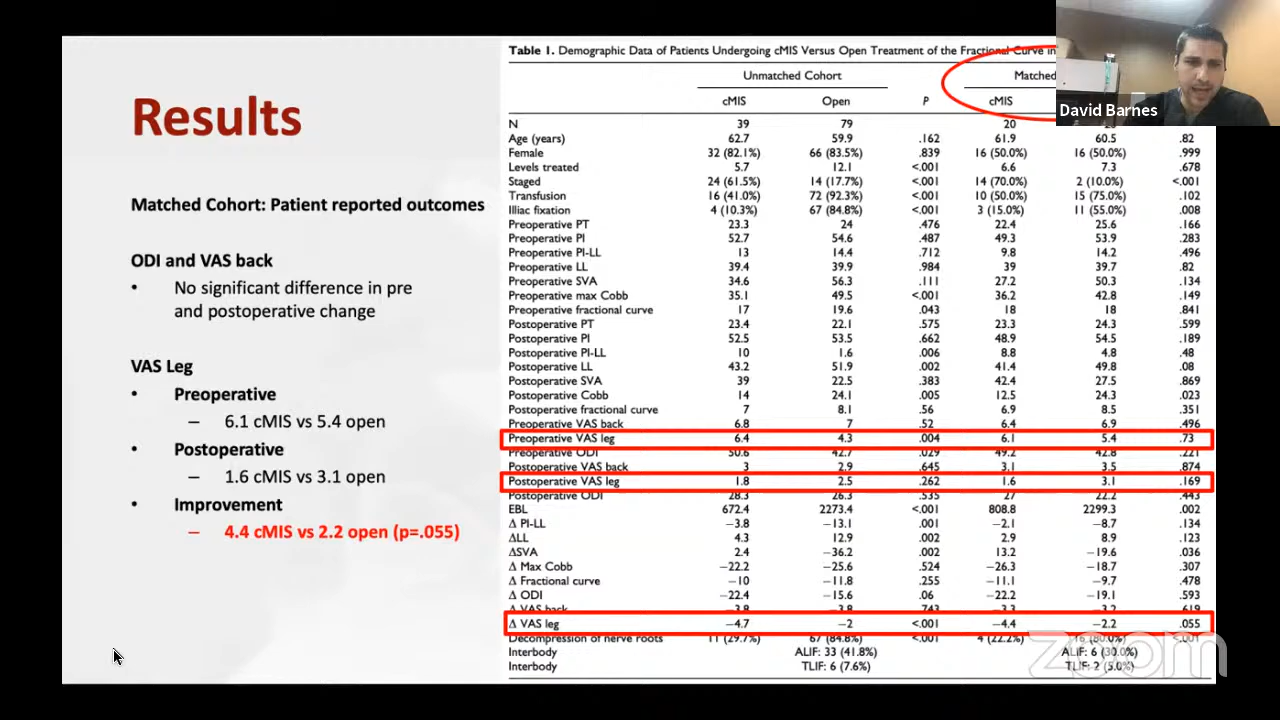 Results
Matched Cohort: Patient reported outcomes
ODI and VAS back
• No significant difference in pre
and postoperative change
VAS Leg
• Preoperative
– 6.1 cMIS vs 5.4 open
• Postoperative
– 1.6 cMIS vs 3.1 open
• Improvement
– 4.4 cMIS vs 2.2 open (p=.055)
Table 1. Demographic Data of Patients Undergoing cMIS Versus Open Treatment of the Fractional Curve in
Unmatched Cohort Matched
cMIS Open P cMIS
N 39 79 20
Age (years) 62.7 59.9 .162 61.9 60.5 .82
Female 32 (82.1%) 66 (83.5%) .839 16 (50.0%) 16 (50.0%) .999
Levels treated 5.7 12.1 <.001 6.6 7.3 .678
Staged 24 (61.5%) 14 (17.7%) <.001 14 (70.0%) 2 (10.0%) <.001
Transfusion 16 (41.0%) 72 (92.3%) <.001 10 (50.0%) 15 (75.0%) .102
Illiac fixation 4 (10.3%) 67 (84.8%) <.001 3 (15.0%) 11 (55.0%) .008
Preoperative PT 23.3 24 .476 22.4 25.6 .166
Preoperative PI 52.7 54.6 .487 49.3 53.9 .283
Preoperative PI-LL 13 14.4 .712 9.8 14.2 .496
Preoperative LL 39.4 39.9 .984 39 39.7 .82
Preoperative SVA 34.6 56.3 .111 27.2 50.3 .134
Preoperative max Cobb 35.1 49.5 <.001 36.2 42.8 .149
Preoperative fractional curve 17 19.6 .043 18 18 .841
Postoperative PT 23.4 22.1 .575 23.3 24.3 .599
Postoperative PI 52.5 53.5 .662 48.9 54.5 .189
Postoperative PI-LL 10 1.6 .006 8.8 4.8 .48
Postoperative LL 43.2 51.9 .002 41.4 49.8 .08
Postoperative SVA 39 22.5 .383 42.4 27.5 .869
Postoperative Cobb 14 24.1 .005 12.5 24.3 .023
Postoperative fractional curve 7 8.1 .56 6.9 8.5 .351
Preoperative VAS back 6.8 7 .52 6.4 6.9 .496
Preoperative VAS leg 6.4 4.3 .004 6.1 5.4 .73
Preoperative ODI 50.6 42.7 .029 49.2 42.8 .221
Postoperative VAS back 3 2.9 .645 3.1 3.5 .874
Postoperative VAS leg 1.8 2.5 .262 1.6 3.1 .169
Postoperative ODI 28.3 26.3 .535 27 22.2 .443
EBL 672.4 2273.4 <.001 808.8 2299.3 .002
Δ PI-LL −3.8 −13.1 .001 −2.1 −8.7 .134
ΔLL 4.3 12.9 .002 2.9 8.9 .123
ΔSVA 2.4 −36.2 .002 13.2 −19.6 .036
Δ Max Cobb −22.2 −25.6 .524 −26.3 −18.7 .307
Δ Fractional curve −10 −11.8 .255 −11.1 −9.7 .478
Δ ODI −22.4 −15.6 .06 −22.2 −19.1 .593
Δ VAS back −3.8 −3.8 .743 −3.3 −3.2 .619
Δ VAS leg −4.7 −2 <.001 −4.4 −2.2 .055
Decompression of nerve roots 11 (29.7%) 67 (84.8%) <.001 4 (22.2%) 16 (80.0%) <.001
Interbody ALIF: 33 (41.8%) ALIF: 6 (30.0%)
Interbody TLIF: 6 (7.6%) TLIF: 2 (5.0%)
David Barnes
zoom